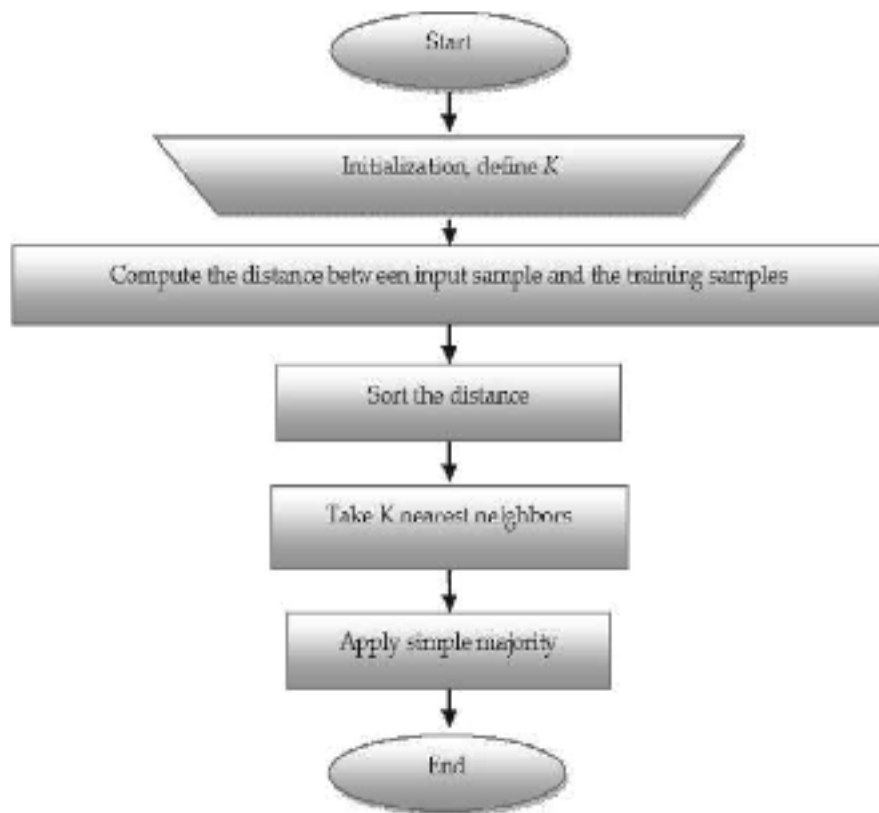 Start
Initialization, define K
Compute the distance between input sample and the training samples
Sort the distance
Take K nearest neighbors
Apply simple majority
End